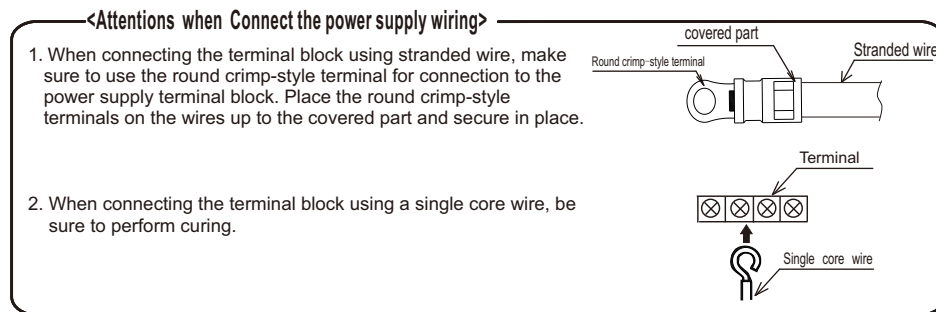 <Attentions when Connect the power supply wiring>
1. When connecting the terminal block using stranded wire, make
sure to use the round crimp-style terminal for connection to the
power supply terminal block. Place the round crimp-style
terminals on the wires up to the covered part and secure in place.
covered part
Stranded wire
Round crimp-style terminal
2. When connecting the terminal block using a single core wire, be
sure to perform curing.
Terminal
Single core wire